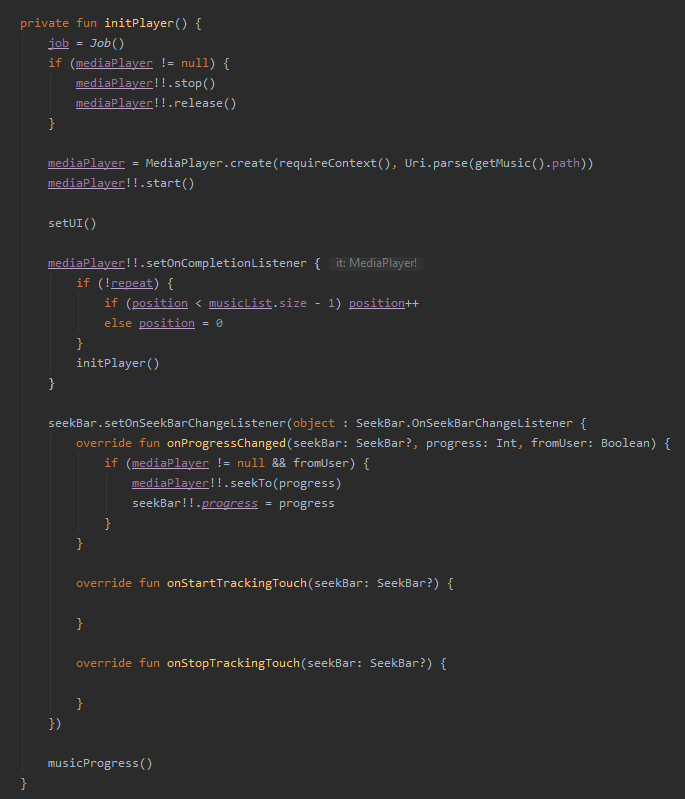 private fun initPlayer() {
    job = Job()
    if (mediaPlayer != null) {
        mediaPlayer!!.stop()
        mediaPlayer!!.release()
    }

    mediaPlayer = MediaPlayer.create(requireContext(), Uri.parse(getMusic().path))
    mediaPlayer!!.start()

    setUI()

    mediaPlayer!!.setOnCompletionListener { it: MediaPlayer!
        if (!repeat) {
            if (position < musicList.size - 1) position++
            else position = 0
        }
        initPlayer()
    }

    seekBar.setOnSeekBarChangeListener(object : SeekBar.OnSeekBarChangeListener {
        override fun onProgressChanged(seekBar: SeekBar?, progress: Int, fromUser: Boolean) {
            if (mediaPlayer != null && fromUser) {
                mediaPlayer!!.seekTo(progress)
                seekBar!!.progress = progress
            }
        }

        override fun onStartTrackingTouch(seekBar: SeekBar?) {

        }

        override fun onStopTrackingTouch(seekBar: SeekBar?) {

        }
    })

    musicProgress()
}